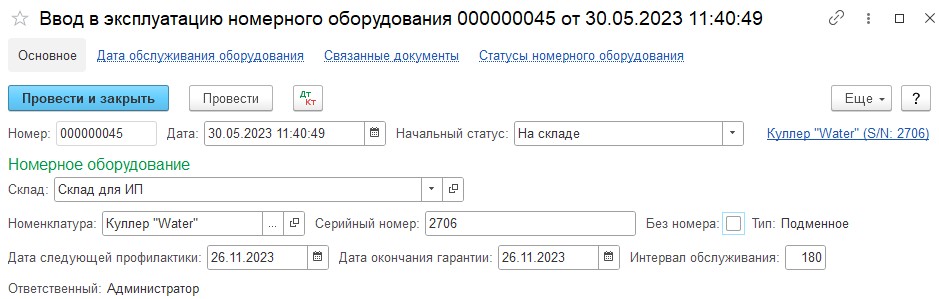 Ввод в эксплуатацию номерного оборудования 000000045 от 30.05.2023 11:40:49
Основное Дата обслуживания оборудования Связанные документы Статусы номерного оборудования
Провести и закрыть Провести Дт Кт Еще ?
Номер: 000000045 Дата: 30.05.2023 11:40:49 Начальный статус: На складе Куллер "Water" (S/N: 2706)
Номерное оборудование
Склад: Склад для ИП
Номенклатура: Куллер "Water" ... Серийный номер: 2706 Без номера: Тип: Подменное
Дата следующей профилактики: 26.11.2023 Дата окончания гарантии: 26.11.2023 Интервал обслуживания: 180
Ответственный: Администратор